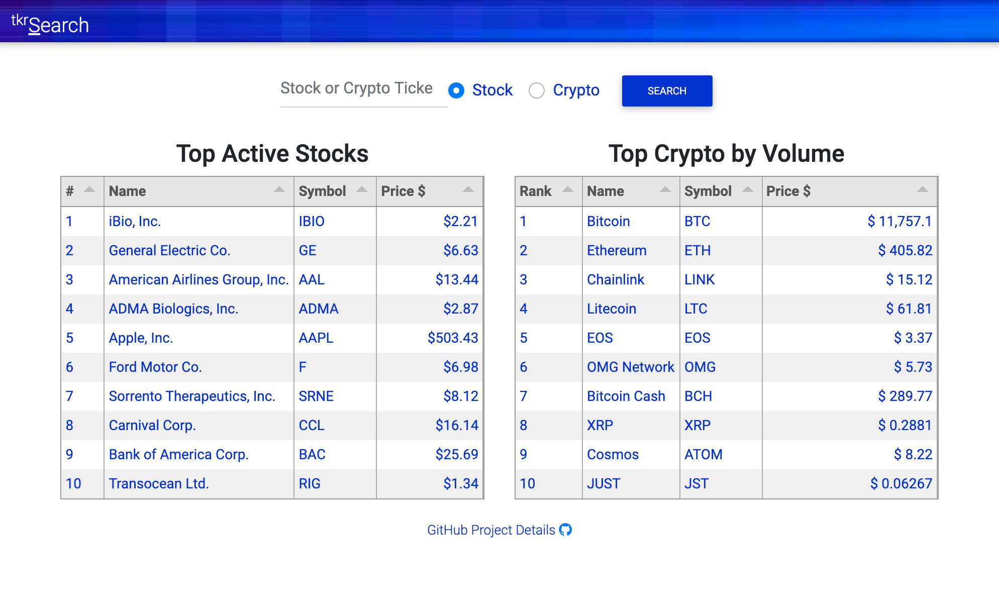 tkrSearch
Stock or Crypto Ticke Stock Crypto SEARCH
Top Active Stocks
# Name Symbol Price $
1 iBio, Inc. IBIO $2.21
2 General Electric Co. GE $6.63
3 American Airlines Group, Inc. AAL $13.44
4 ADMA Biologics, Inc. ADMA $2.87
5 Apple, Inc. AAPL $503.43
6 Ford Motor Co. F $6.98
7 Sorrento Therapeutics, Inc. SRNE $8.12
8 Carnival Corp. CCL $16.14
9 Bank of America Corp. BAC $25.69
10 Transocean Ltd. RIG $1.34
Top Crypto by Volume
Rank Name Symbol Price $
1 Bitcoin BTC $ 11,757.1
2 Ethereum ETH $ 405.82
3 Chainlink LINK $ 15.12
4 Litecoin LTC $ 61.81
5 EOS EOS $ 3.37
6 OMG Network OMG $ 5.73
7 Bitcoin Cash BCH $ 289.77
8 XRP XRP $ 0.2881
9 Cosmos ATOM $ 8.22
10 JUST JST $ 0.06267
GitHub Project Details